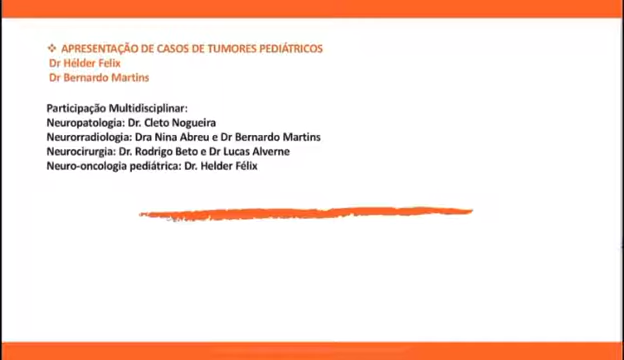 ❖ APRESENTAÇÃO DE CASOS DE TUMORES PEDIÁTRICOS
Dr Hélder Felix
Dr Bernardo Martins
Participação Multidisciplinar:
Neuropatologia: Dr. Cleto Nogueira
Neurorradiologia: Dra Nina Abreu e Dr Bernardo Martins
Neurocirurgia: Dr. Rodrigo Beto e Dr Lucas Alverne
Neuro-oncologia pediátrica: Dr. Helder Félix